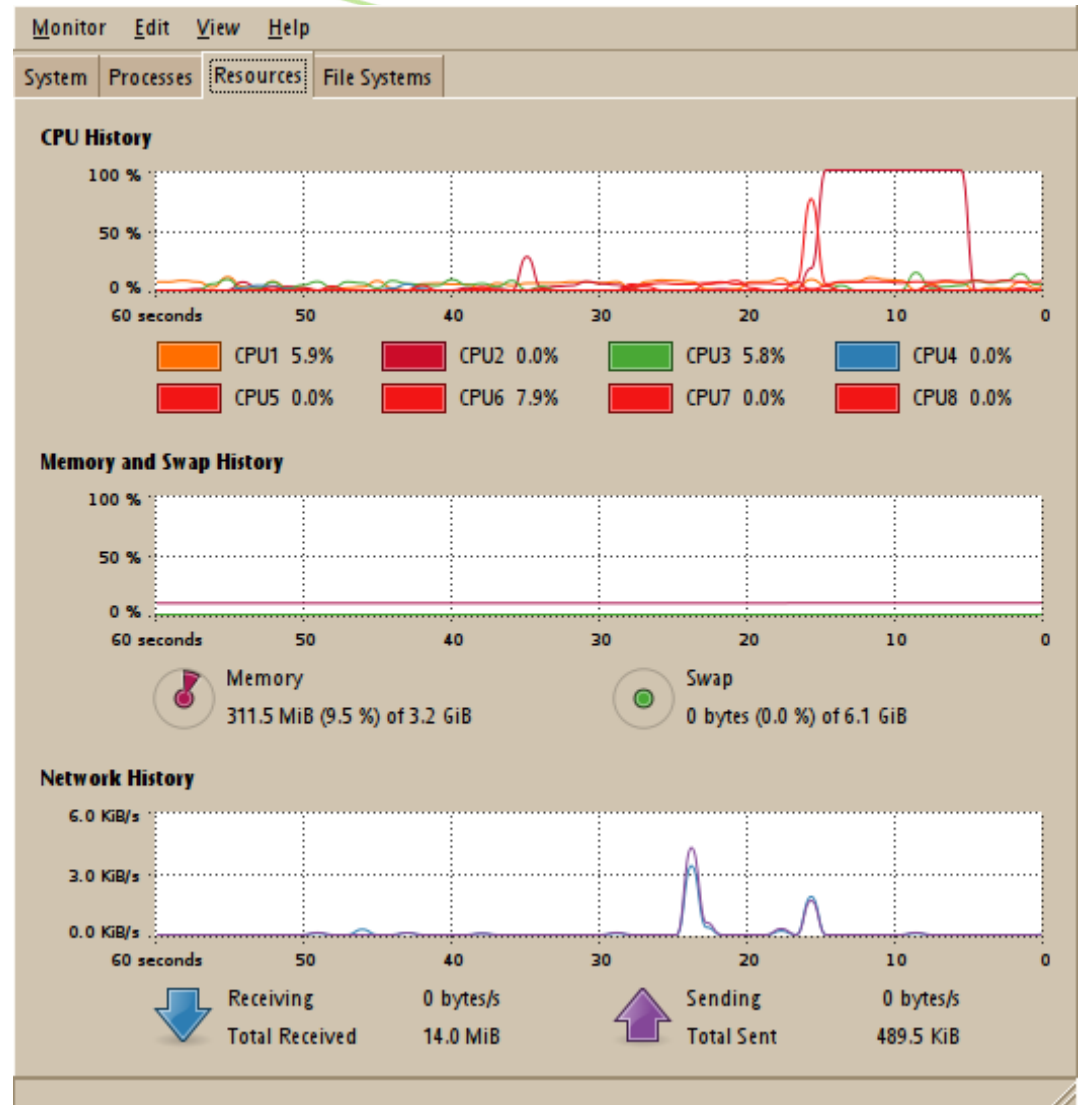 Monitor Edit View Help
System Processes Resources File Systems
CPU History
100 %
50 %
0 %
60 seconds 50 40 30 20 10 0
CPU1 5.9% CPU2 0.0% CPU3 5.8% CPU4 0.0%
CPU5 0.0% CPU6 7.9% CPU7 0.0% CPU8 0.0%
Memory and Swap History
100 %
50 %
0 %
60 seconds 50 40 30 20 10 0
Memory Swap
311.5 MiB (9.5 %) of 3.2 GiB 0 bytes (0.0 %) of 6.1 GiB
Network History
6.0 KiB/s
3.0 KiB/s
0.0 KiB/s
60 seconds 50 40 30 20 10 0
Receiving 0 bytes/s Sending 0 bytes/s
Total Received 14.0 MiB Total Sent 489.5 KiB